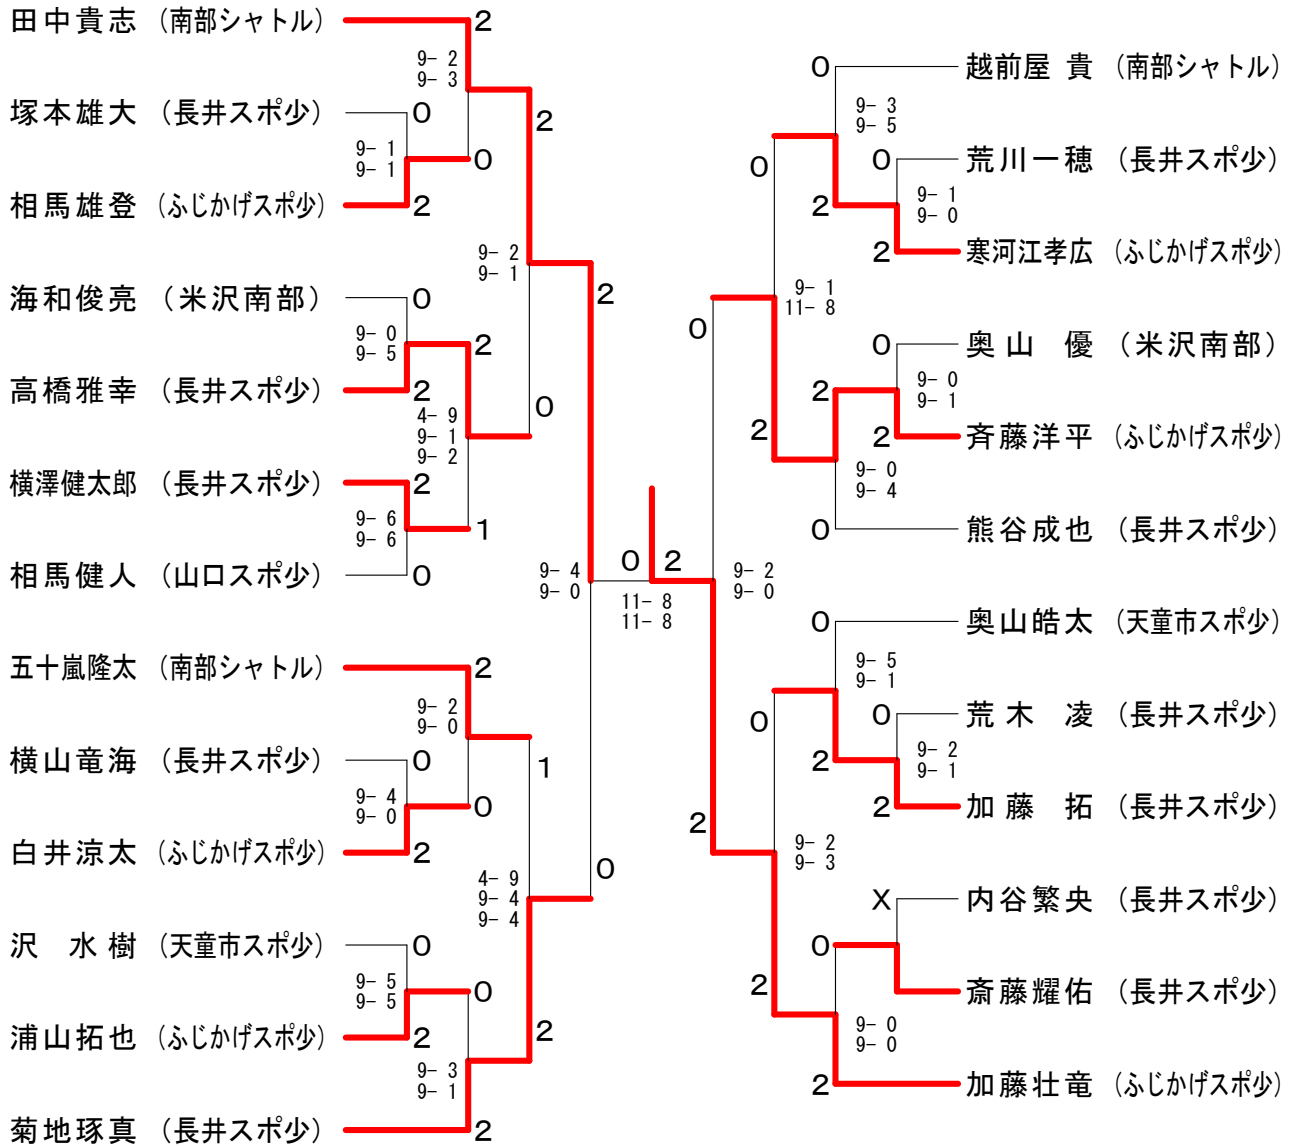 田中貴志 (南部シャトル) 2
9- 2
9- 3
塚本雄大 (長井スポ少) 0
2
9- 1
9- 1
0
相馬雄登 (ふじかげスポ少) 2
9- 2
9- 1
海和俊亮 (米沢南部) 0
2
9- 0
9- 5
2
高橋雅幸 (長井スポ少) 2
0
4- 9
9- 1
9- 2
横澤健太郎 (長井スポ少) 2
9- 6
9- 6
1
相馬健人 (山口スポ少) 0
9- 4
9- 0
五十嵐隆太 (南部シャトル) 2
9- 2
9- 0
横山竜海 (長井スポ少) 0
1
9- 4
9- 0
0
白井涼太 (ふじかげスポ少) 2
4- 9
9- 4
9- 4
0
沢 水樹 (天童市スポ少) 0
9- 5
9- 5
0
浦山拓也 (ふじかげスポ少) 2
2
9- 3
9- 1
菊地琢真 (長井スポ少) 2
0 2
11- 8
11- 8
0 越前屋 貴 (南部シャトル)
9- 3
9- 5
0 荒川一穂 (長井スポ少)
0
9- 1
9- 0
2
2 寒河江孝広 (ふじかげスポ少)
9- 1
11- 8
0
0 奥山 優 (米沢南部)
9- 0
9- 1
2
2 斉藤洋平 (ふじかげスポ少)
2
9- 0
9- 4
0 熊谷成也 (長井スポ少)
9- 2
9- 0
0 奥山皓太 (天童市スポ少)
9- 5
9- 1
0 荒木 凌 (長井スポ少)
0
9- 2
9- 1
2
2 加藤 拓 (長井スポ少)
2
9- 2
9- 3
X 内谷繁央 (長井スポ少)
0
2
斎藤耀佑 (長井スポ少)
9- 0
9- 0
2 加藤壮竜 (ふじかげスポ少)